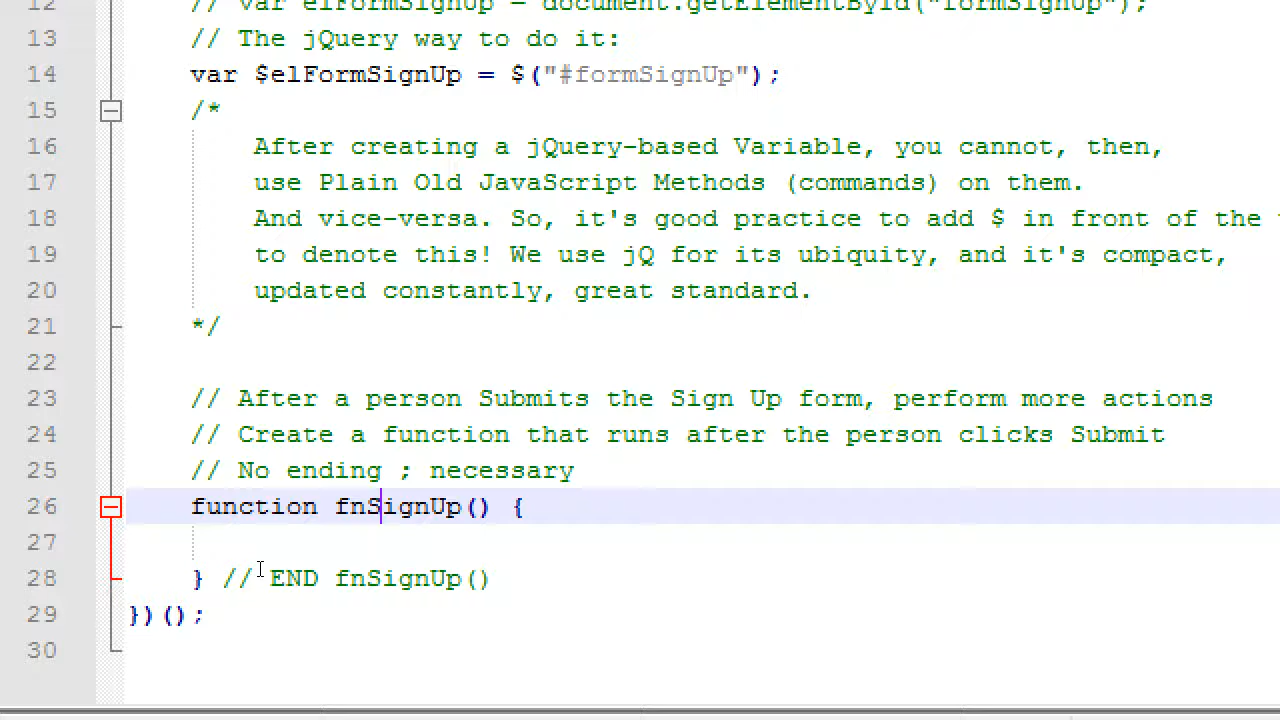 12 // var elFormSignUp = document.getElementById("formSignUp");
13 // The jQuery way to do it:
14 var $elFormSignUp = $("#formSignUp");
15 /*
16 After creating a jQuery-based Variable, you cannot, then,
17 use Plain Old JavaScript Methods (commands) on them.
18 And vice-versa. So, it's good practice to add $ in front of the
19 to denote this! We use jQ for its ubiquity, and it's compact,
20 updated constantly, great standard.
21 */
22
23 // After a person Submits the Sign Up form, perform more actions
24 // Create a function that runs after the person clicks Submit
25 // No ending ; necessary
26 function fnSignUp() {
27
28 } // END fnSignUp()
29 })();
30